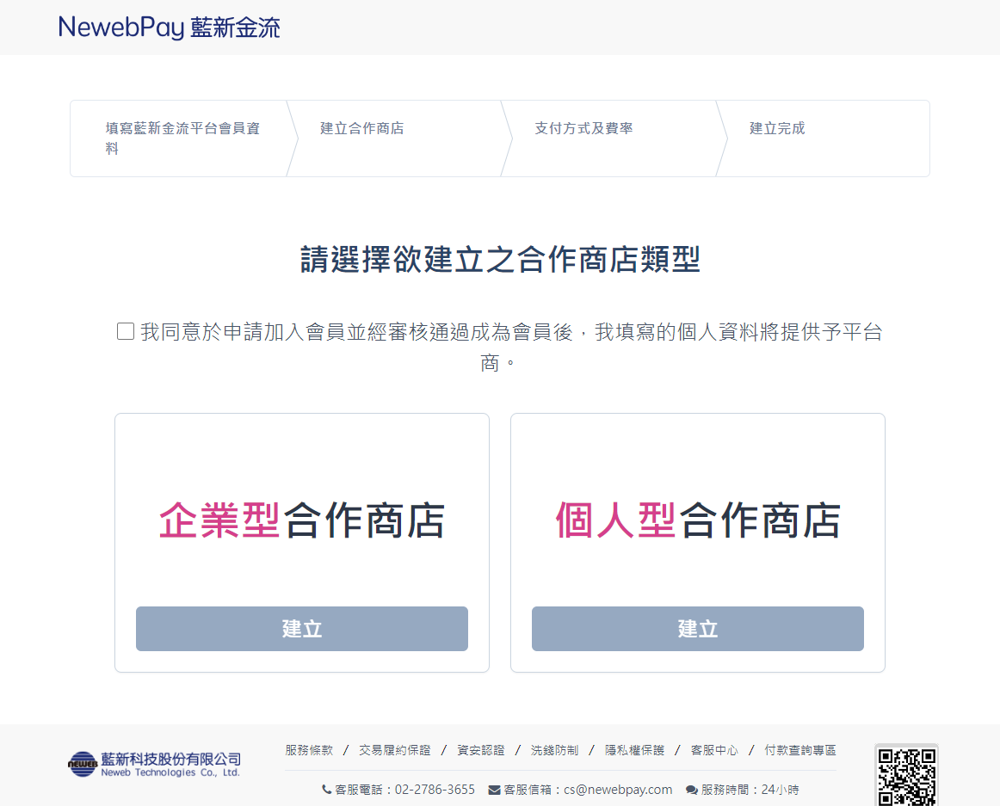 NewebPay 藍新金流
填寫藍新金流平台會員資
料
建立合作商店
支付方式及費率
建立完成
請選擇欲建立之合作商店類型
我同意於申請加入會員並經審核通過成為會員後，我填寫的個人資料將提供予平台
商。
企業型合作商店
個人型合作商店
建立
建立
NEWEB 藍新科技股份有限公司
Neweb Technologies Co., Ltd.
服務條款 / 交易履約保證 / 資安認證 / 洗錢防制 / 隱私權保護 / 客服中心 / 付款查詢專區
客服電話：02-2786-3655 客服信箱：cs@newebpay.com 服務時間：24小時